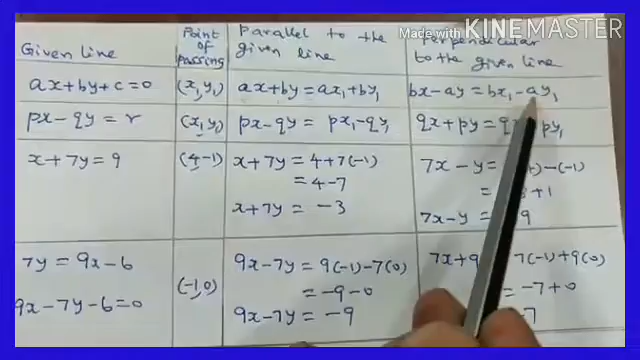 Made with KINEMASTER
Given line
Point of passing
Parallel to the given line
Perpendicular to the given line
ax+by+c=0
(x₁y₁)
ax+by = ax₁+by₁
bx-ay = bx₁-ay₁
px-qy = r
(x₁y₁)
px-qy = px₁-qy₁
qx+py = py₁
x+7y = 9
(4-1)
x+7y = 4+7(-1)
= 4-7
x+7y = -3
7x-y = )-(-1)
= +1
7x-y = 9
7y = 9x-6
9x-7y-6=0
(-1,0)
9x-7y = 9(-1)-7(0)
= -9-0
9x-7y = -9
7x+9 7(-1)+9(0)
= -7+0
-7